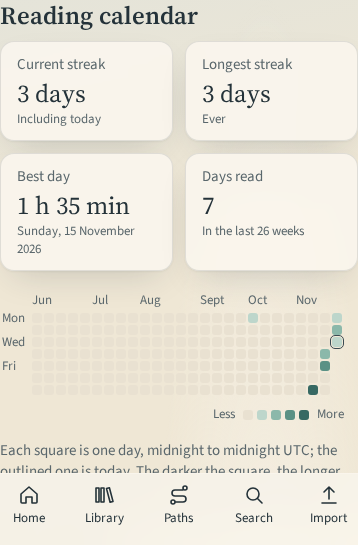 Reading calendar
Current streak
3 days
Including today
Longest streak
3 days
Ever
Best day
1 h 35 min
Sunday, 15 November
2026
Days read
7
In the last 26 weeks
Jun Jul Aug Sept Oct Nov
Mon
Wed
Fri
Less More
Each square is one day, midnight to midnight UTC; the
outlined one is today. The darker the square, the longer
Home Library Paths Search Import